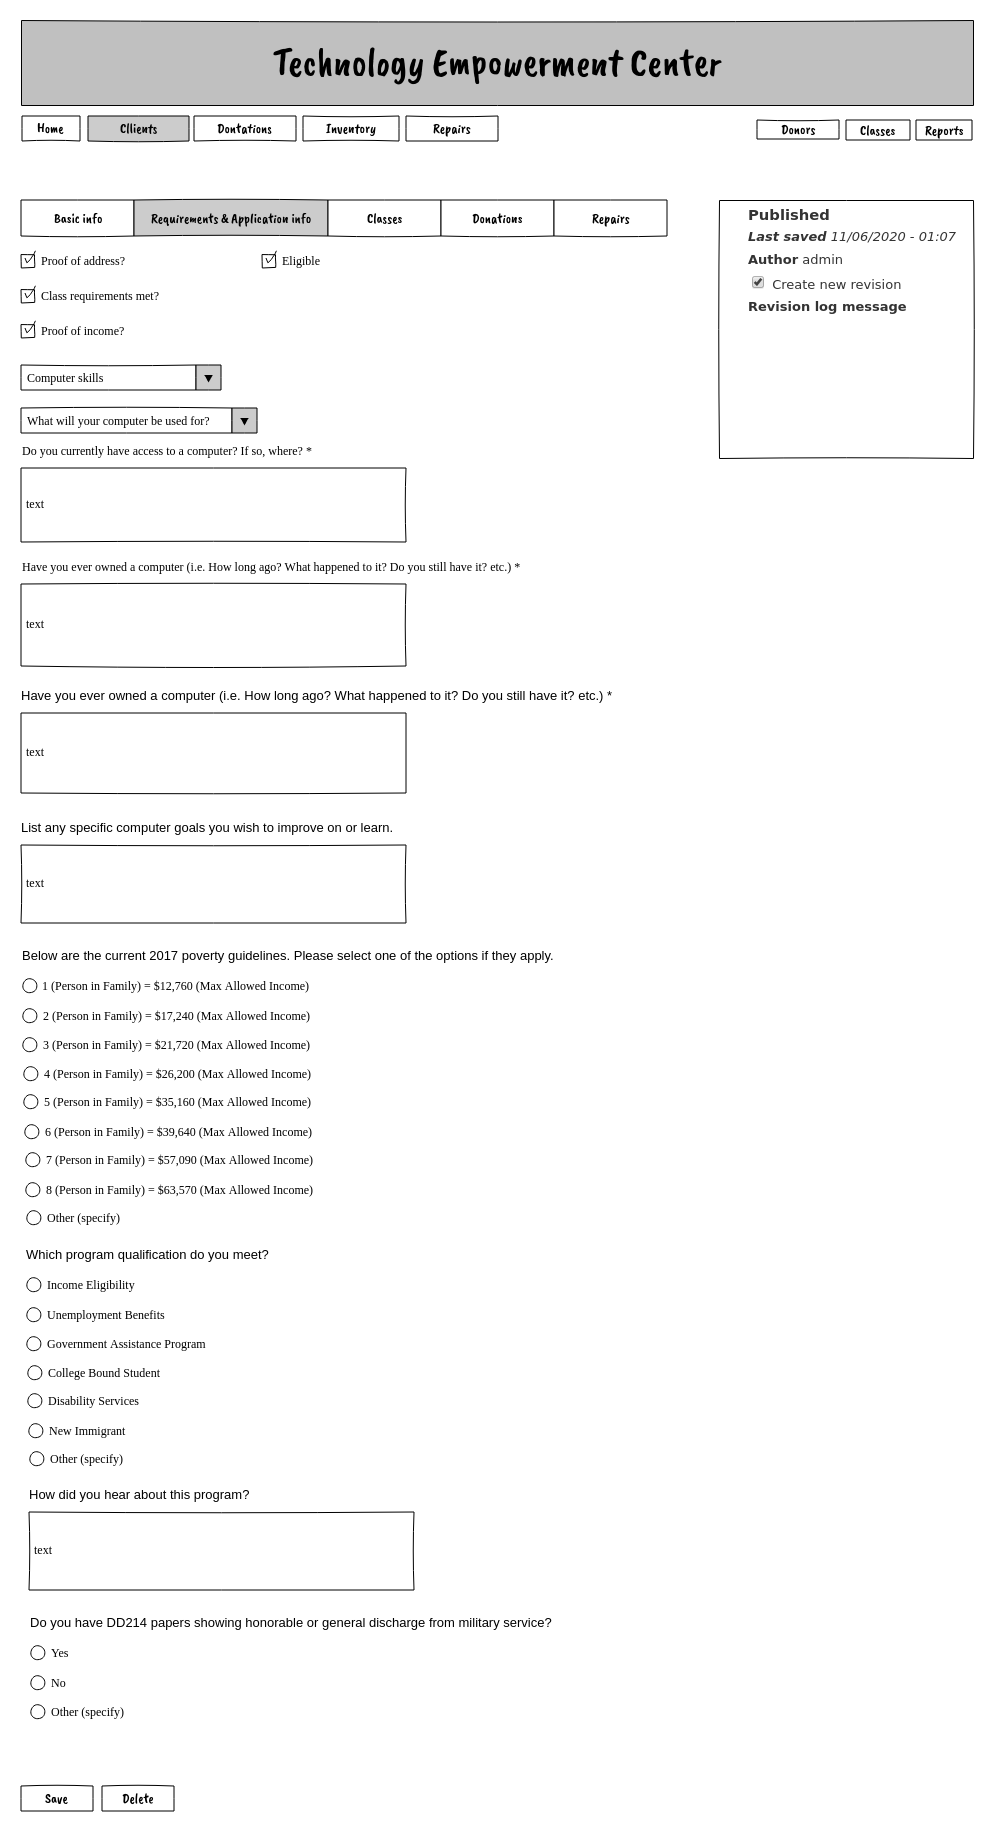 Technology Empowerment Center
Home Cllients Dontations Inventory Repairs Donors Classes Reports
Basic info Requirements & Application info Classes Donations Repairs
Published
Last saved 11/06/2020 - 01:07
Author admin
Create new revision
Revision log message
Proof of address? Eligible
Class requirements met?
Proof of income?
Computer skills
What will your computer be used for?
Do you currently have access to a computer? If so, where? *
text
Have you ever owned a computer (i.e. How long ago? What happened to it? Do you still have it? etc.) *
text
Have you ever owned a computer (i.e. How long ago? What happened to it? Do you still have it? etc.) *
text
List any specific computer goals you wish to improve on or learn.
text
Below are the current 2017 poverty guidelines. Please select one of the options if they apply.
1 (Person in Family) = $12,760 (Max Allowed Income)
2 (Person in Family) = $17,240 (Max Allowed Income)
3 (Person in Family) = $21,720 (Max Allowed Income)
4 (Person in Family) = $26,200 (Max Allowed Income)
5 (Person in Family) = $35,160 (Max Allowed Income)
6 (Person in Family) = $39,640 (Max Allowed Income)
7 (Person in Family) = $57,090 (Max Allowed Income)
8 (Person in Family) = $63,570 (Max Allowed Income)
Other (specify)
Which program qualification do you meet?
Income Eligibility
Unemployment Benefits
Government Assistance Program
College Bound Student
Disability Services
New Immigrant
Other (specify)
How did you hear about this program?
text
Do you have DD214 papers showing honorable or general discharge from military service?
Yes
No
Other (specify)
Save Delete